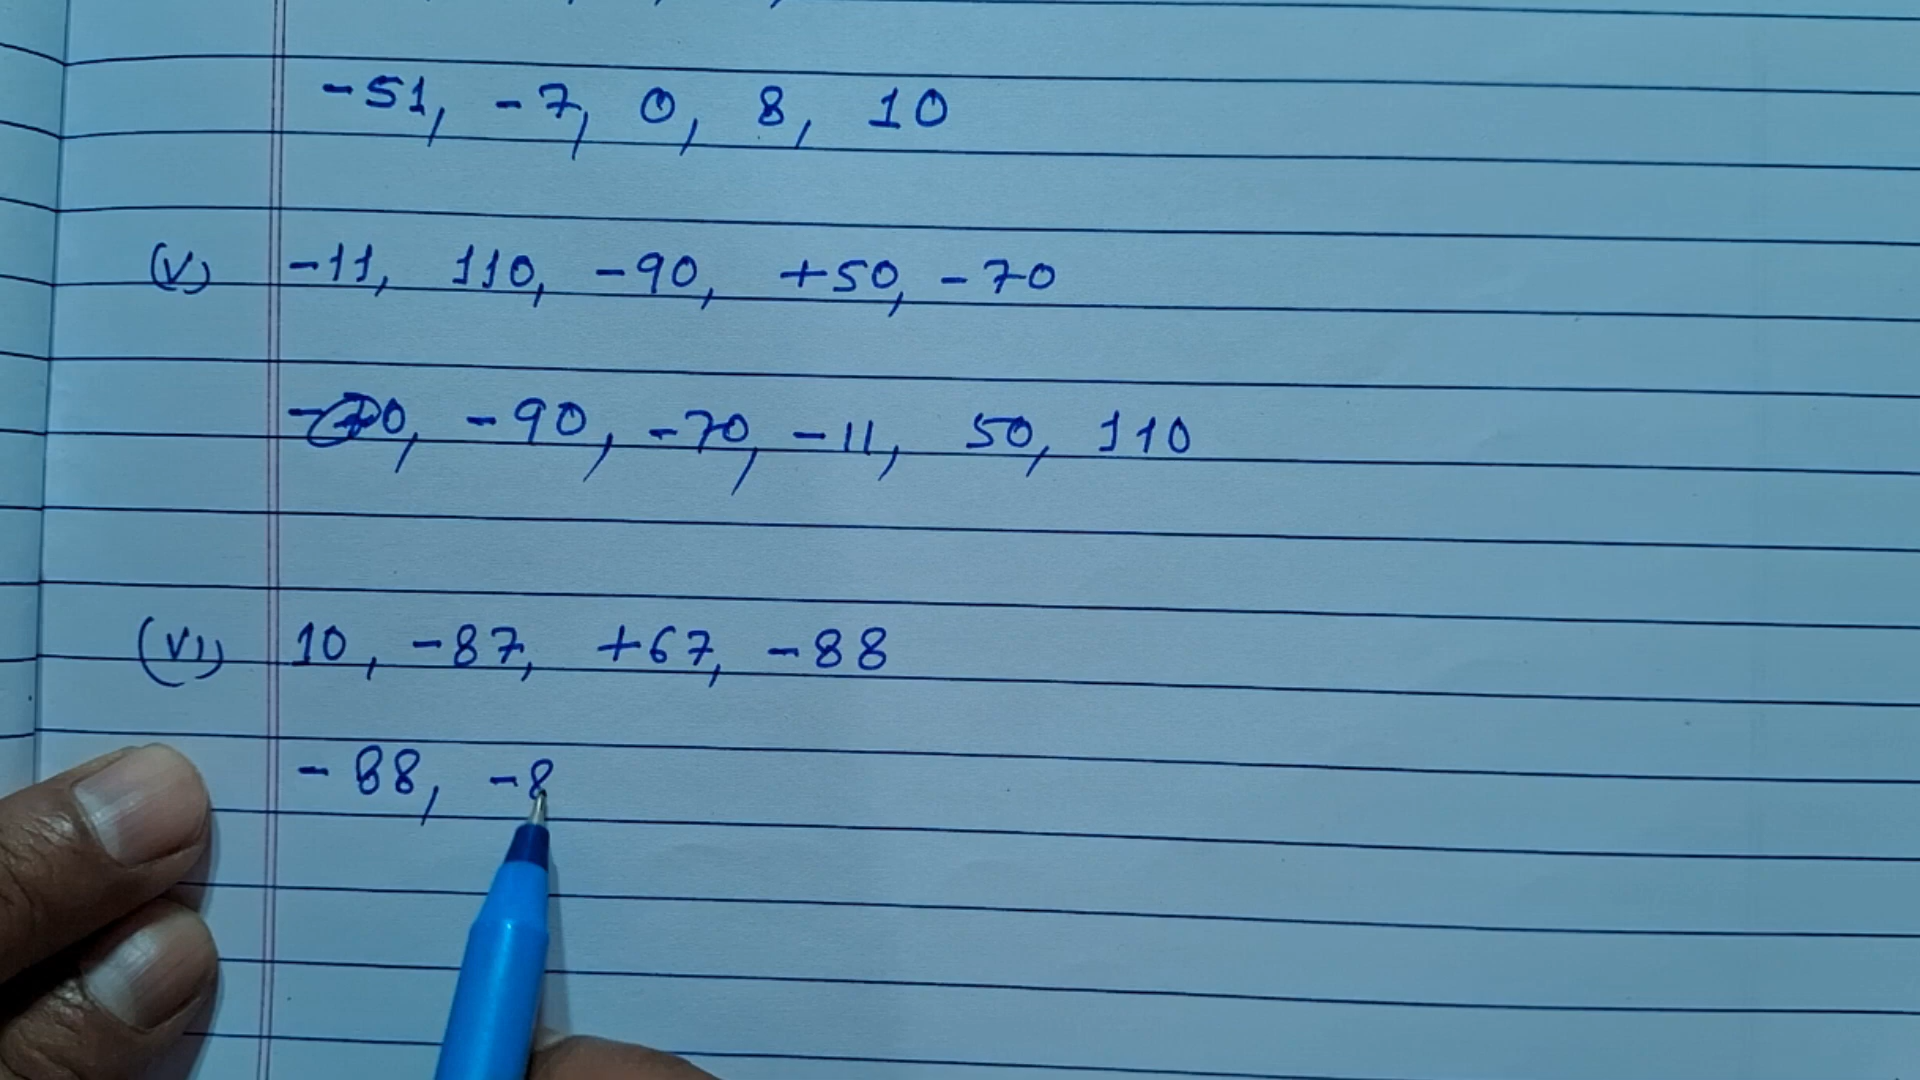 -51, -7, 0, 8, 10
(v) -11, 110, -90, +50, -70
-90, -70, -11, 50, 110
(VI) 10, -87, +67, -88
-88, -8